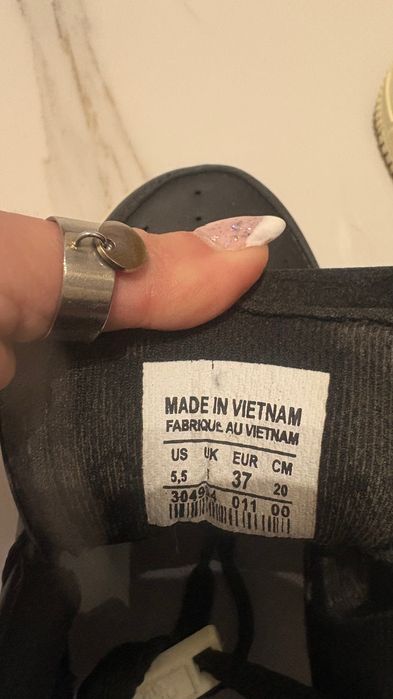 MADE IN VIETNAM
FABRIQUE AU VIETNAM
US UK EUR CM
5,5 37 20
011 00